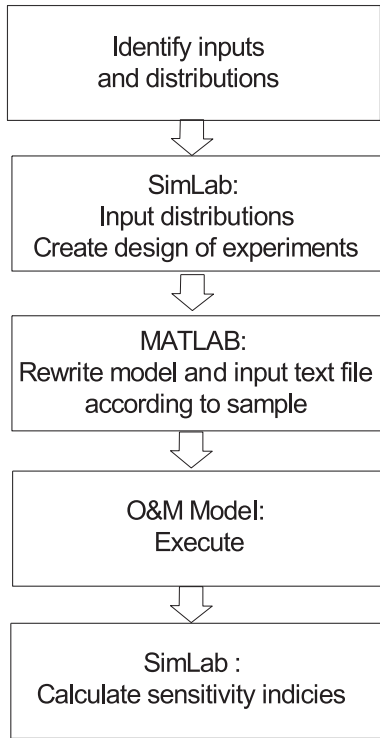 Identify inputs
and distributions
SimLab:
Input distributions
Create design of experiments
MATLAB:
Rewrite model and input text file
according to sample
O&M Model:
Execute
SimLab :
Calculate sensitivity indicies